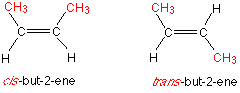 CH3 CH3 CH3 H
C=C C=C
H H H CH3
cis-but-2-ene trans-but-2-ene